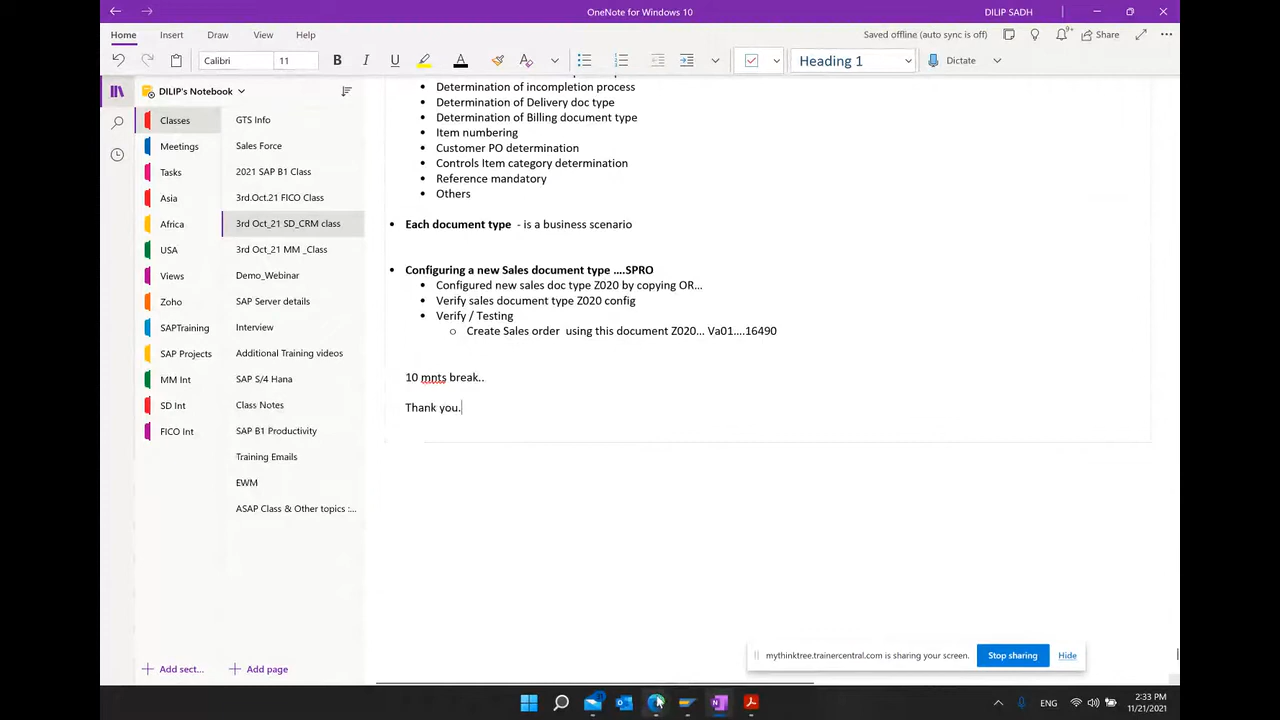 OneNote for Windows 10
DILIP SADH
Home
Insert
Draw
View
Help
Saved offline (auto sync is off)
Share
Calibri
11
B
I
U
A
Heading 1
Dictate
DILIP's Notebook
Classes
Meetings
Tasks
Asia
Africa
USA
Views
Zoho
SAPTraining
SAP Projects
MM Int
SD Int
FICO Int
Add sect...
GTS Info
Sales Force
2021 SAP B1 Class
3rd.Oct.21 FICO Class
3rd Oct_21 SD_CRM class
3rd Oct_21 MM _Class
Demo_Webinar
SAP Server details
Interview
Additional Training videos
SAP S/4 Hana
Class Notes
SAP B1 Productivity
Training Emails
EWM
ASAP Class & Other topics :...
Add page
• Determination of incompletion process
• Determination of Delivery doc type
• Determination of Billing document type
• Item numbering
• Customer PO determination
• Controls Item category determination
• Reference mandatory
• Others
• Each document type - is a business scenario
• Configuring a new Sales document type ....SPRO
• Configured new sales doc type Z020 by copying OR...
• Verify sales document type Z020 config
• Verify / Testing
o Create Sales order using this document Z020... Va01....16490
10 mnts break..
Thank you.
mythinktree.trainercentral.com is sharing your screen.
Stop sharing
Hide
ENG
2:33 PM
11/21/2021